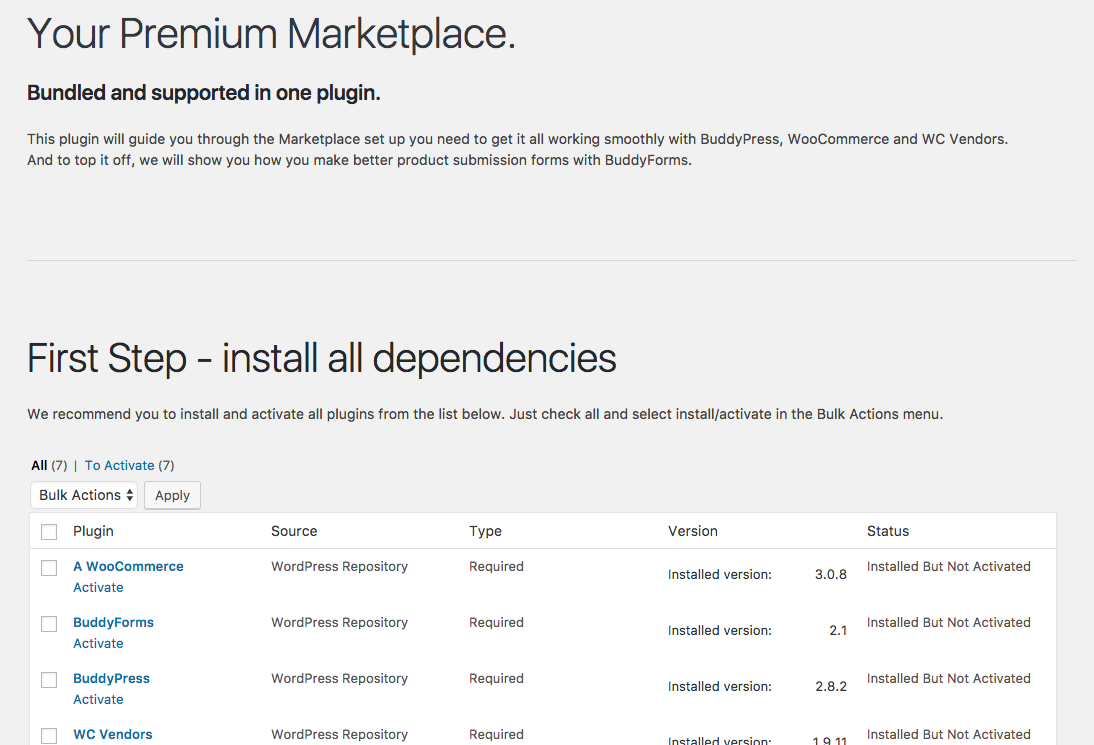 Your Premium Marketplace.
Bundled and supported in one plugin.
This plugin will guide you through the Marketplace set up you need to get it all working smoothly with BuddyPress, WooCommerce and WC Vendors.
And to top it off, we will show you how you make better product submission forms with BuddyForms.
First Step - install all dependencies
We recommend you to install and activate all plugins from the list below. Just check all and select install/activate in the Bulk Actions menu.
All (7) | To Activate (7)
Bulk Actions Apply
Plugin Source Type Version Status
A WooCommerce WordPress Repository Required Installed version: 3.0.8 Installed But Not Activated
Activate
BuddyForms WordPress Repository Required Installed version: 2.1 Installed But Not Activated
Activate
BuddyPress WordPress Repository Required Installed version: 2.8.2 Installed But Not Activated
Activate
WC Vendors WordPress Repository Required Installed version: 1.9.11 Installed But Not Activated